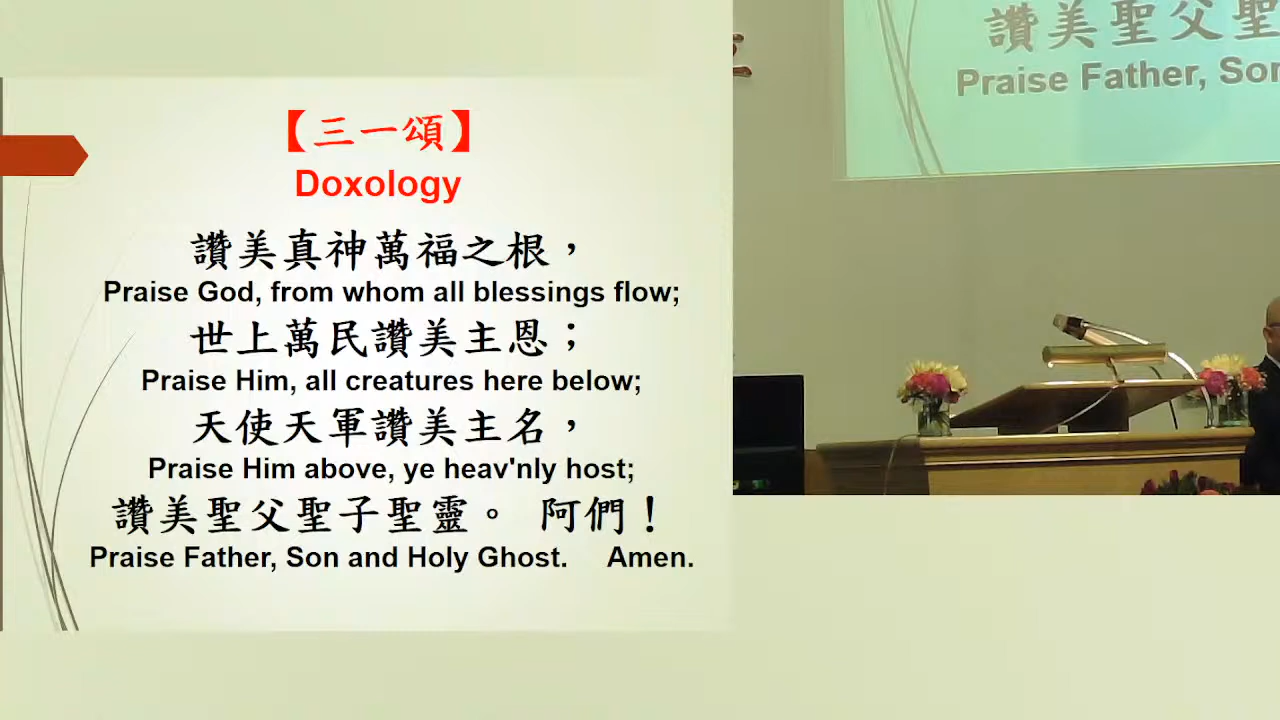 【三一頌】
Doxology
讚美真神萬福之根，
Praise God, from whom all blessings flow;
世上萬民讚美主恩；
Praise Him, all creatures here below;
天使天軍讚美主名，
Praise Him above, ye heav'nly host;
讚美聖父聖子聖靈。 阿們！
Praise Father, Son and Holy Ghost. Amen.
讚美聖父聖
Praise Father, Son